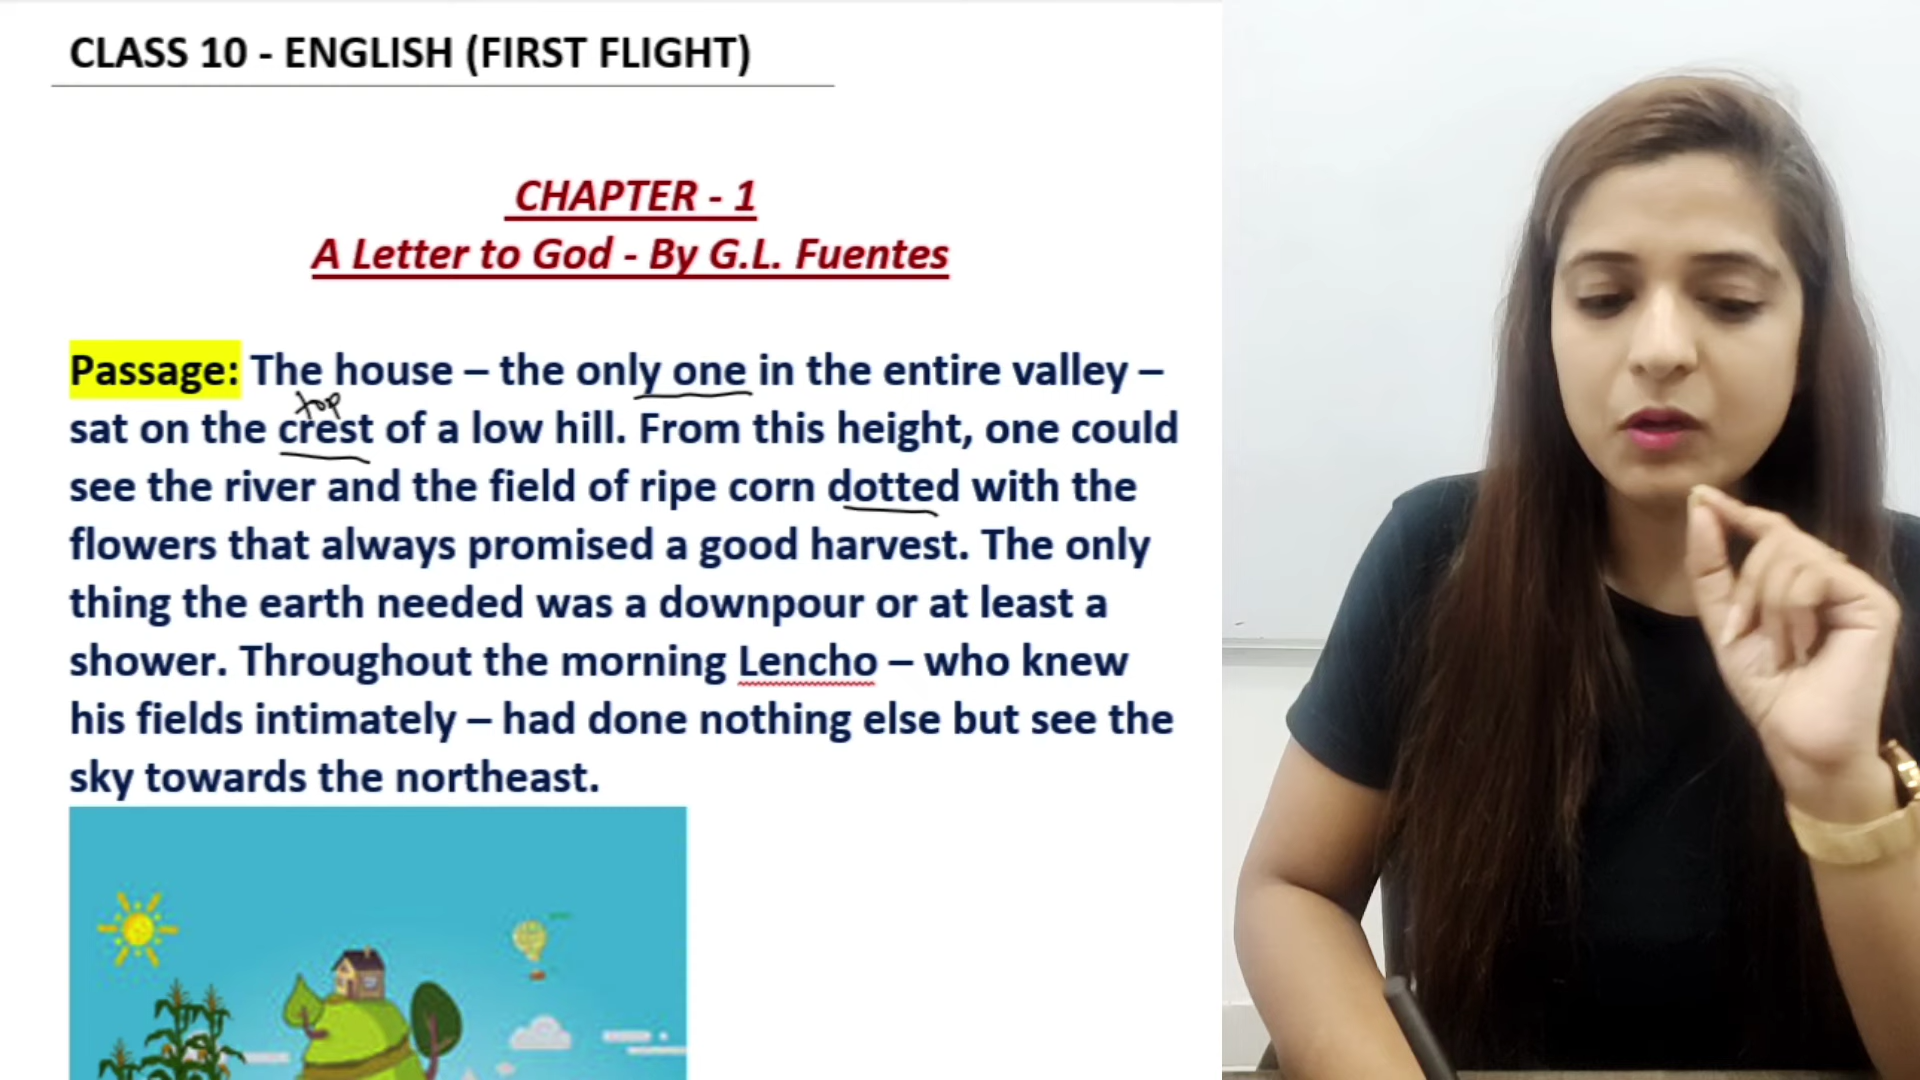 CLASS 10 - ENGLISH (FIRST FLIGHT)
CHAPTER - 1
A Letter to God - By G.L. Fuentes
Passage: The house – the only one in the entire valley –
top
sat on the crest of a low hill. From this height, one could
see the river and the field of ripe corn dotted with the
flowers that always promised a good harvest. The only
thing the earth needed was a downpour or at least a
shower. Throughout the morning Lencho – who knew
his fields intimately – had done nothing else but see the
sky towards the northeast.